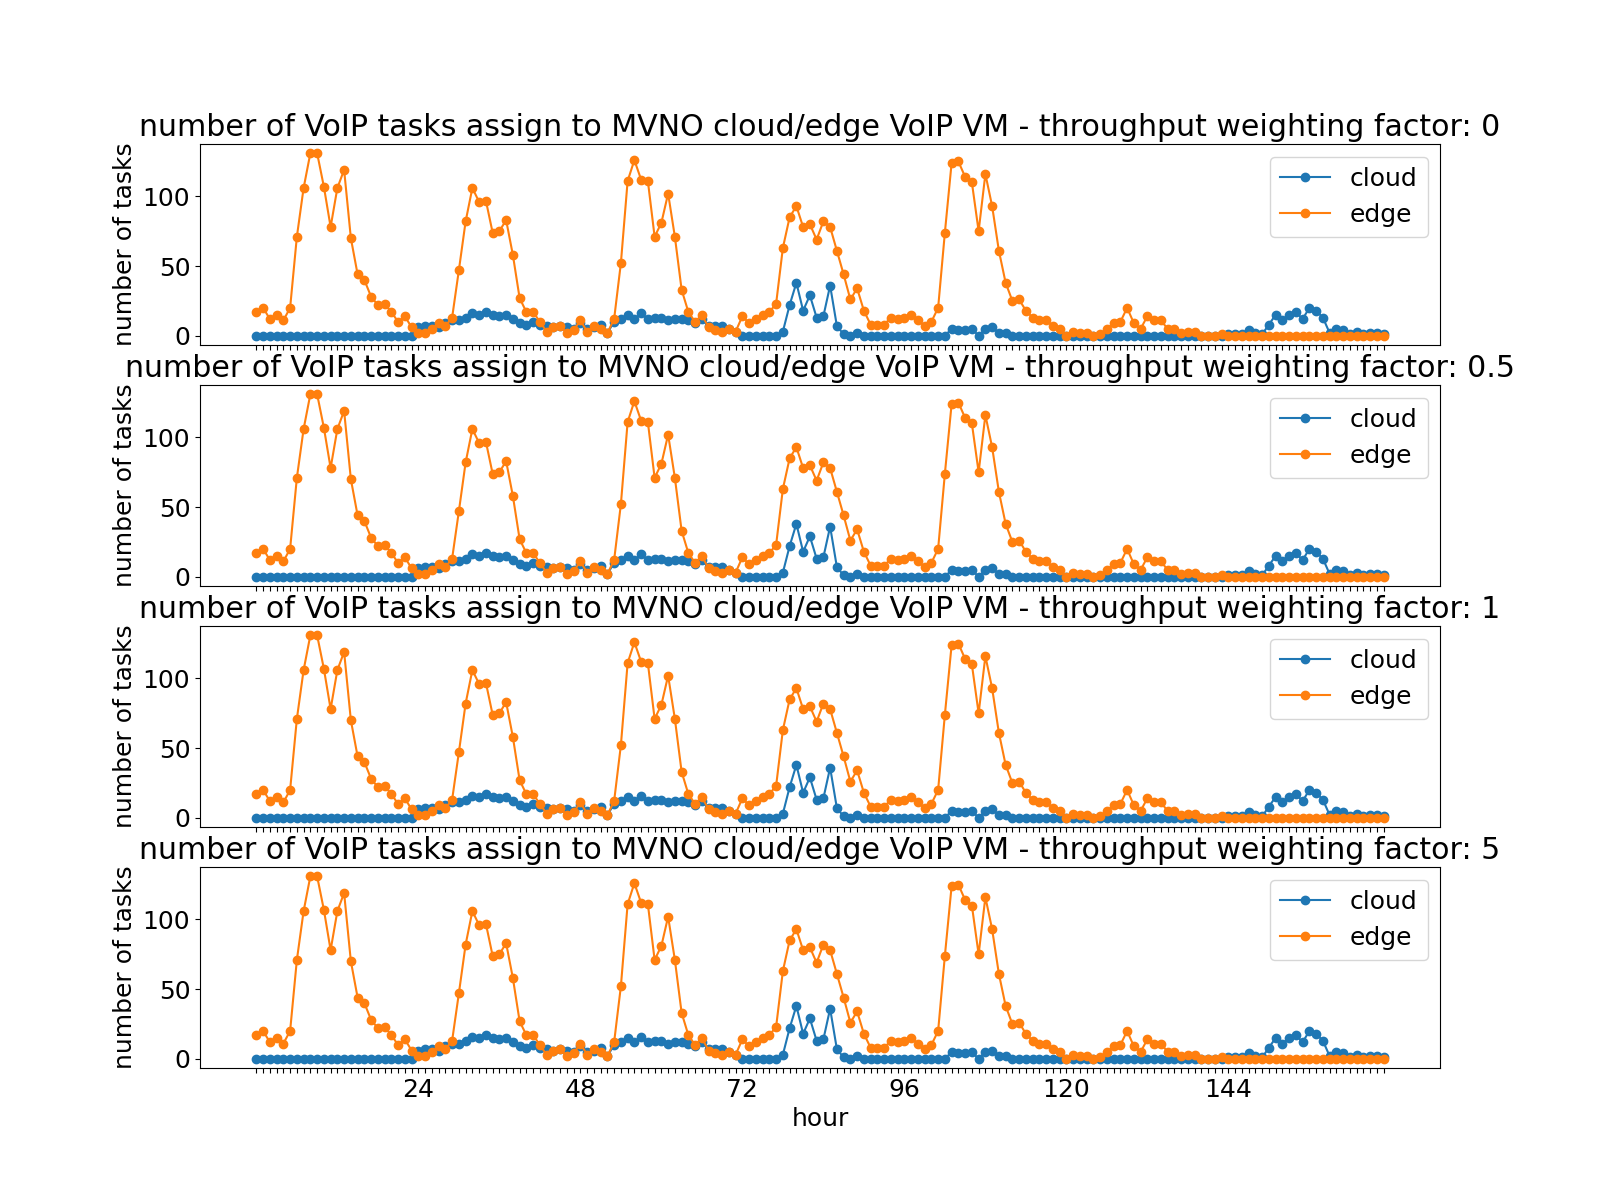 number of VoIP tasks assign to MVNO cloud/edge VoIP VM - throughput weighting factor: 0
number of tasks
100
50
0
cloud
edge
number of VoIP tasks assign to MVNO cloud/edge VoIP VM - throughput weighting factor: 0.5
number of tasks
100
50
0
cloud
edge
number of VoIP tasks assign to MVNO cloud/edge VoIP VM - throughput weighting factor: 1
number of tasks
100
50
0
cloud
edge
number of VoIP tasks assign to MVNO cloud/edge VoIP VM - throughput weighting factor: 5
number of tasks
100
50
0
cloud
edge
24 48 72 96 120 144
hour